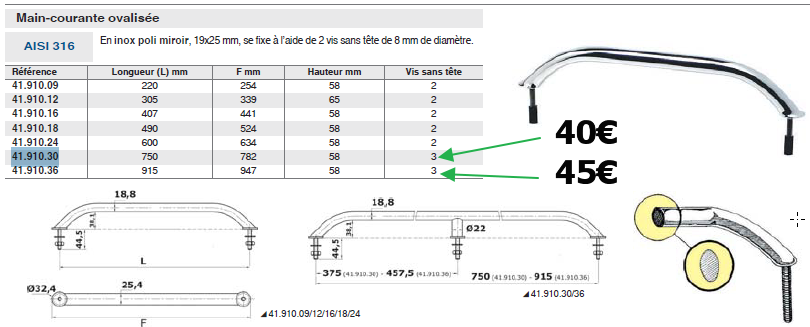 Main-courante ovalisée
AISI 316
En inox poli miroir, 19x25 mm, se fixe à l'aide de 2 vis sans tête de 8 mm de diamètre.
Référence Longueur (L) mm F mm Hauteur mm Vis sans tête
41.910.09 220 254 58 2
41.910.12 305 339 65 2
41.910.16 407 441 58 2
41.910.18 490 524 58 2
41.910.24 600 634 58 2
41.910.30 750 782 58 3
41.910.36 915 947 58 3
40€
45€
18,8
38,1
44,5
L
Ø32,4
25,4
F
41.910.09/12/16/18/24
18,8
38,1
Ø22
44,5
44,5
375 (41.910.30) - 457,5 (41.910.36)
750 (41.910.30) - 915 (41.910.36)
41.910.30/36